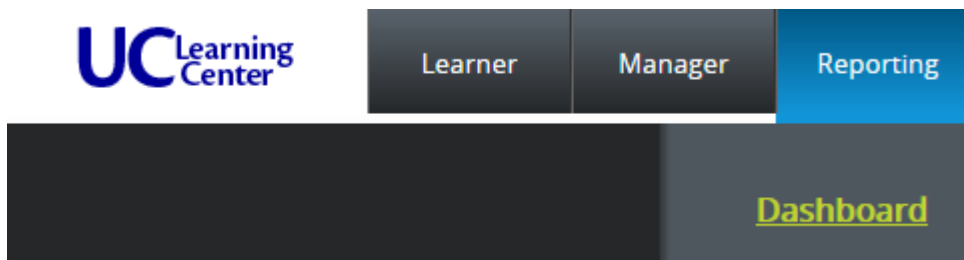 UC Learning
Center
Learner
Manager
Reporting
Dashboard